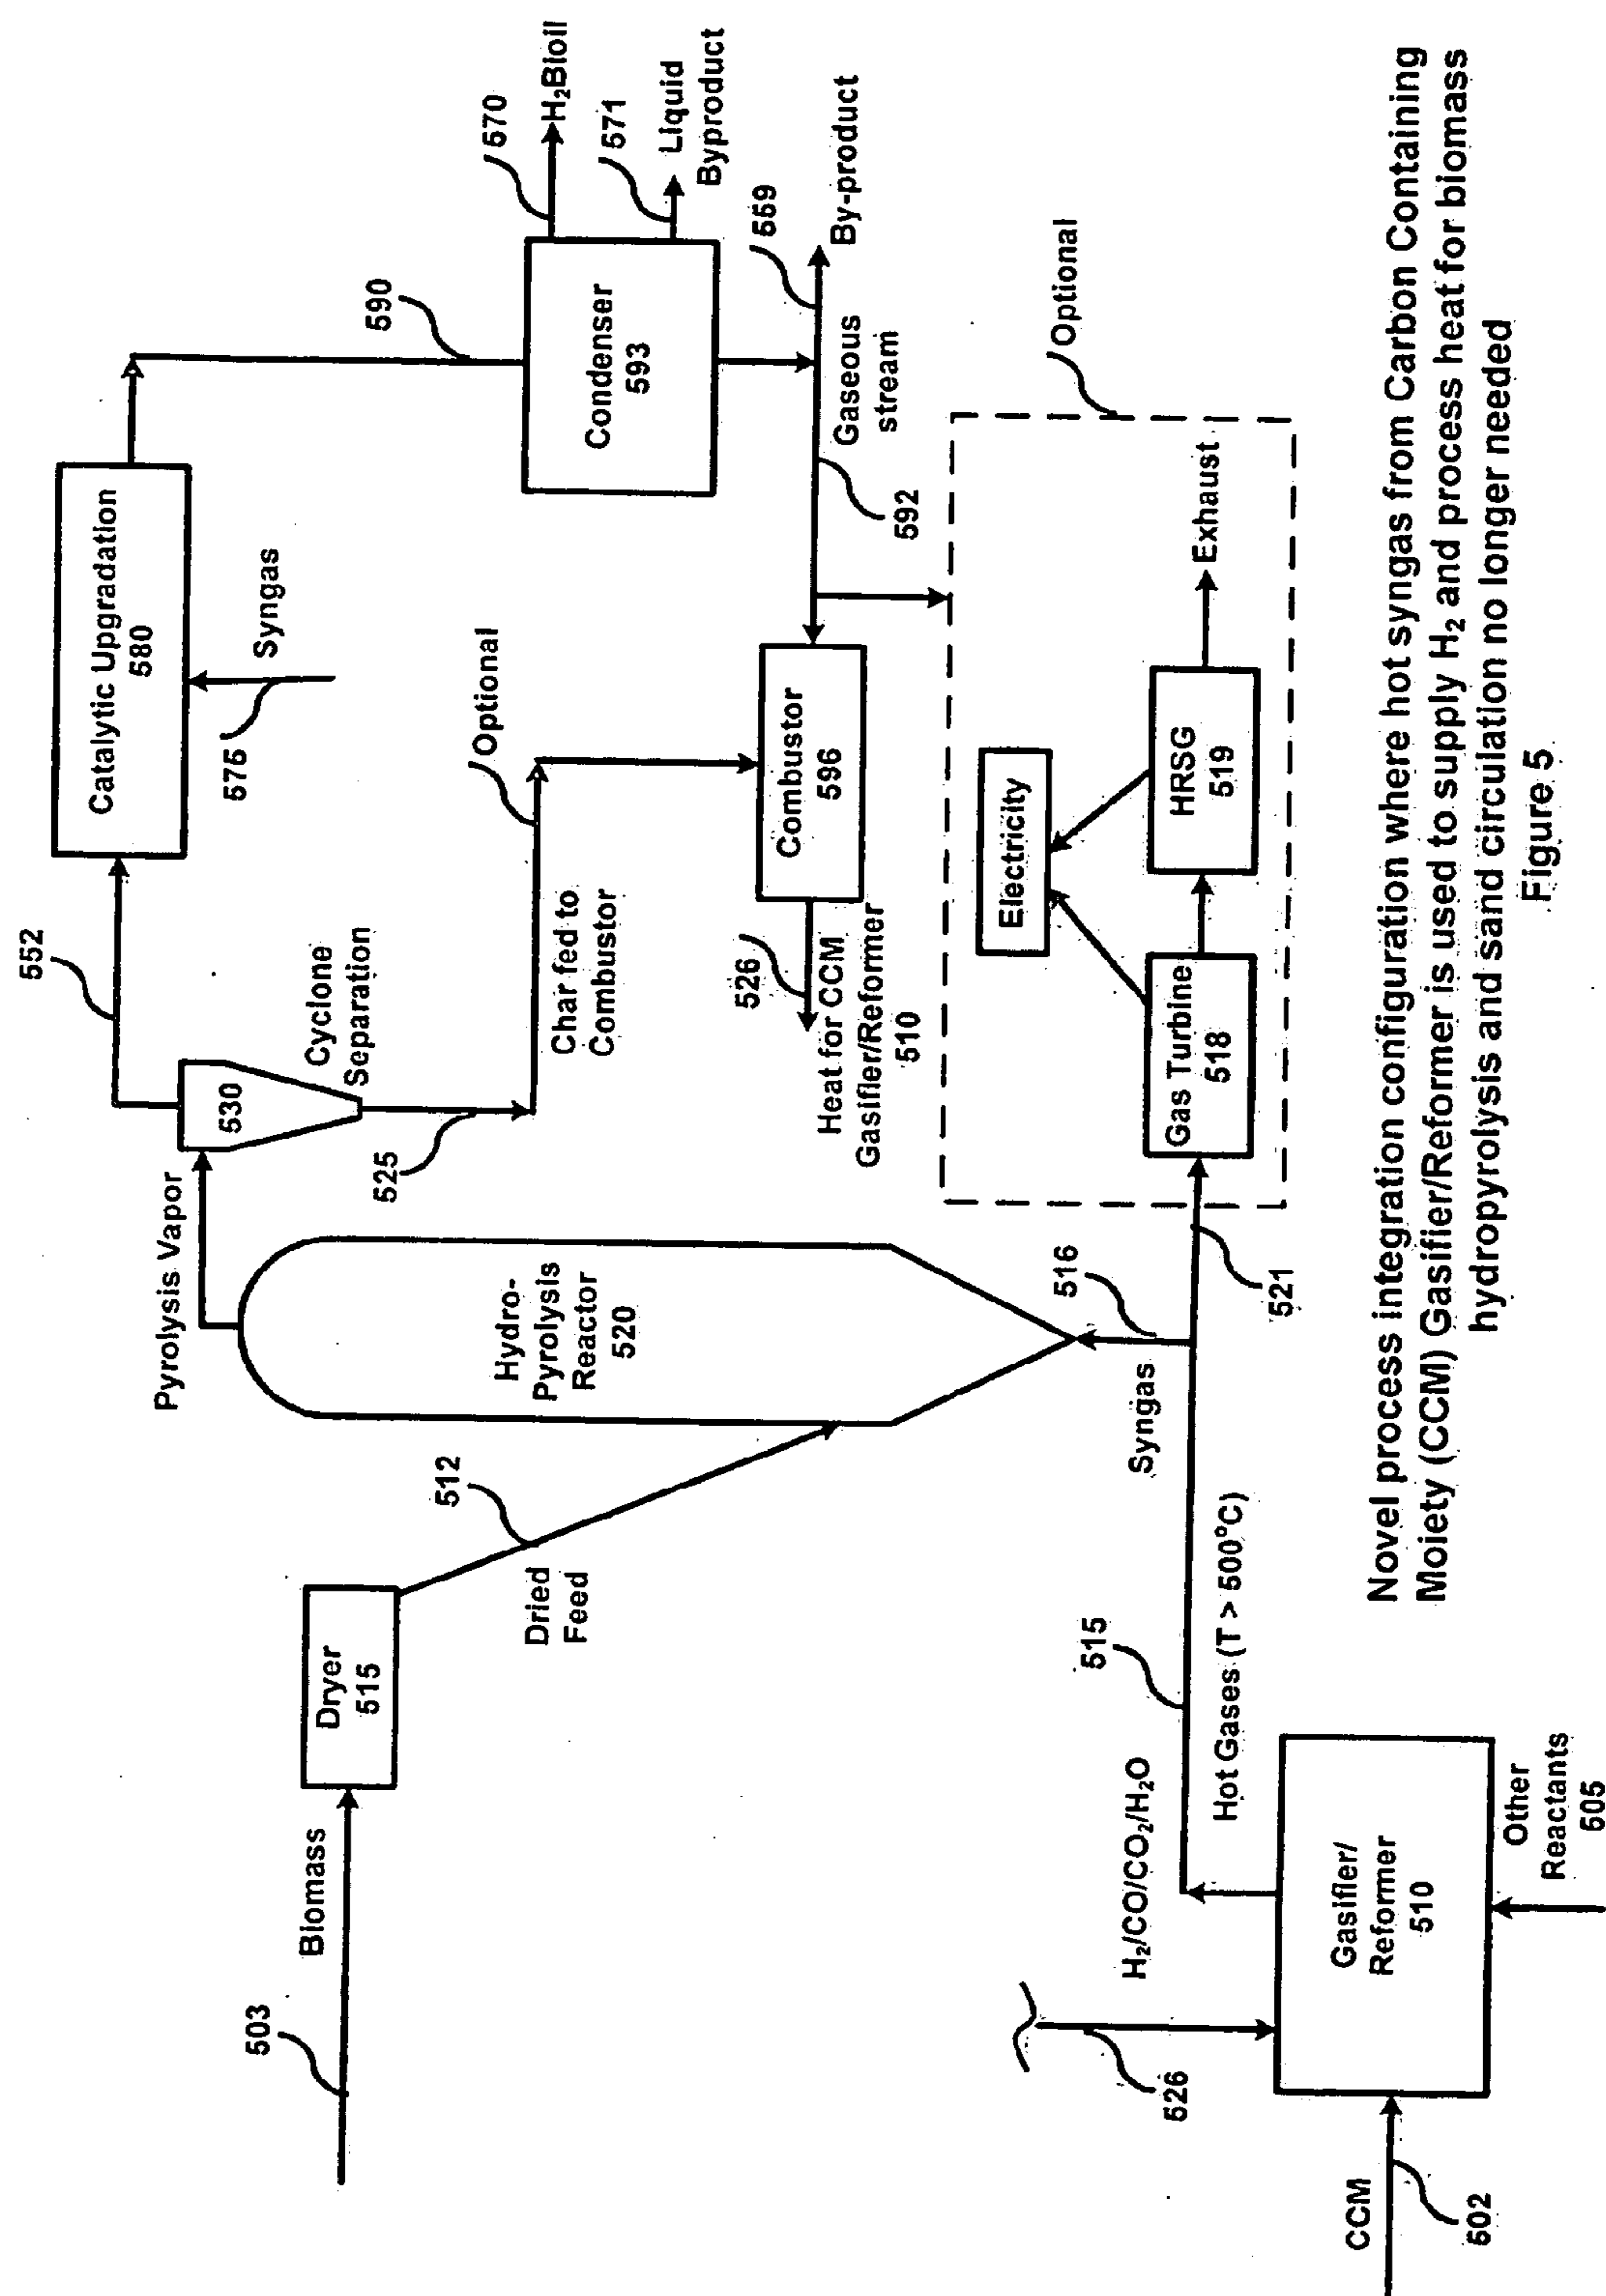 552
Catalytic Upgradation
580
590
570
H₂Bioil
571
Liquid
Byproduct
Condenser
593
575
Syngas
Pyrolysis Vapor
530
Cyclone
Separation
525
Optional
Char fed to
Combustor
559
By-product
Gaseous
stream
592
Combustor
596
526
Heat for CCM
Gasifier/Reformer
510
503
Biomass
Dryer
515
512
Dried
Feed
Hydro-
Pyrolysis
Reactor
520
Optional
Electricity
Gas Turbine
518
HRSG
519
Exhaust
516
Syngas
521
515
H₂/CO/CO₂/H₂O
Hot Gases (T > 500°C)
526
CCM
502
Gasifier/
Reformer
510
Other
Reactants
505
Novel process integration configuration where hot syngas from Carbon Containing
Moiety (CCM) Gasifier/Reformer is used to supply H₂ and process heat for biomass
hydropyrolysis and sand circulation no longer needed
Figure 5